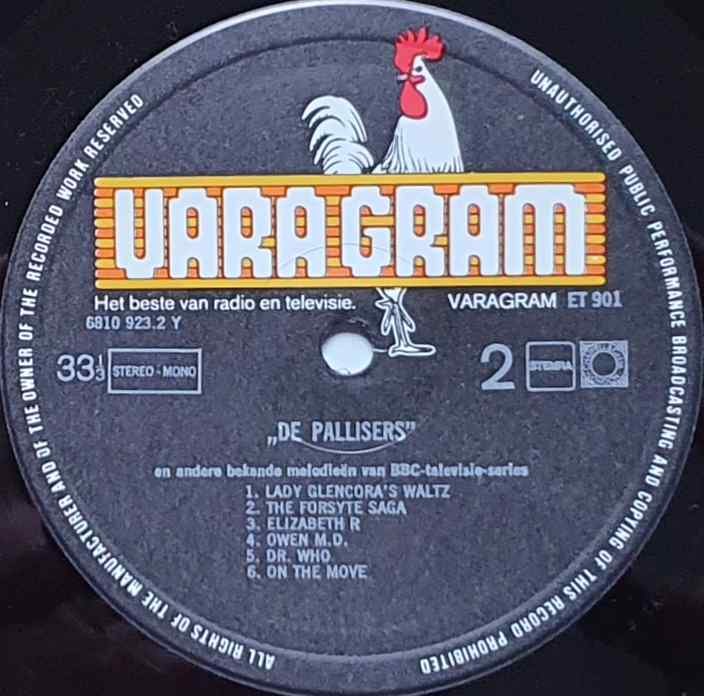 VARAGRAM
Het beste van radio en televisie.
VARAGRAM ET 901
6810 923.2 Y
33⅓
STEREO - MONO
2
STEMRA
„DE PALLISERS”
en andere bekende melodieën van BBC-televisie-series
1. LADY GLENCORA'S WALTZ
2. THE FORSYTE SAGA
3. ELIZABETH R
4. OWEN M.D.
5. DR. WHO
6. ON THE MOVE
ALL RIGHTS OF THE MANUFACTURER AND OF THE OWNER OF THE RECORDED WORK RESERVED
UNAUTHORISED PUBLIC PERFORMANCE BROADCASTING AND COPYING OF THIS RECORD PROHIBITED